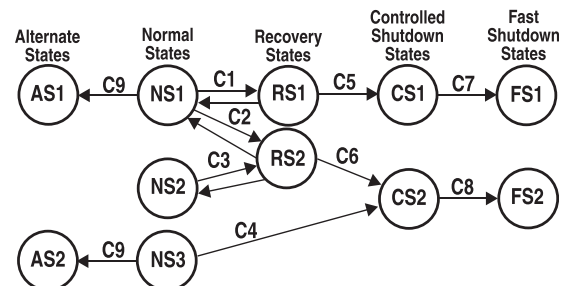 Alternate
States
Normal
States
Recovery
States
Controlled
Shutdown
States
Fast
Shutdown
States
AS1
C9
NS1
C1
RS1
C5
CS1
C7
FS1
C2
RS2
C3
NS2
C6
CS2
C8
FS2
C4
AS2
C9
NS3